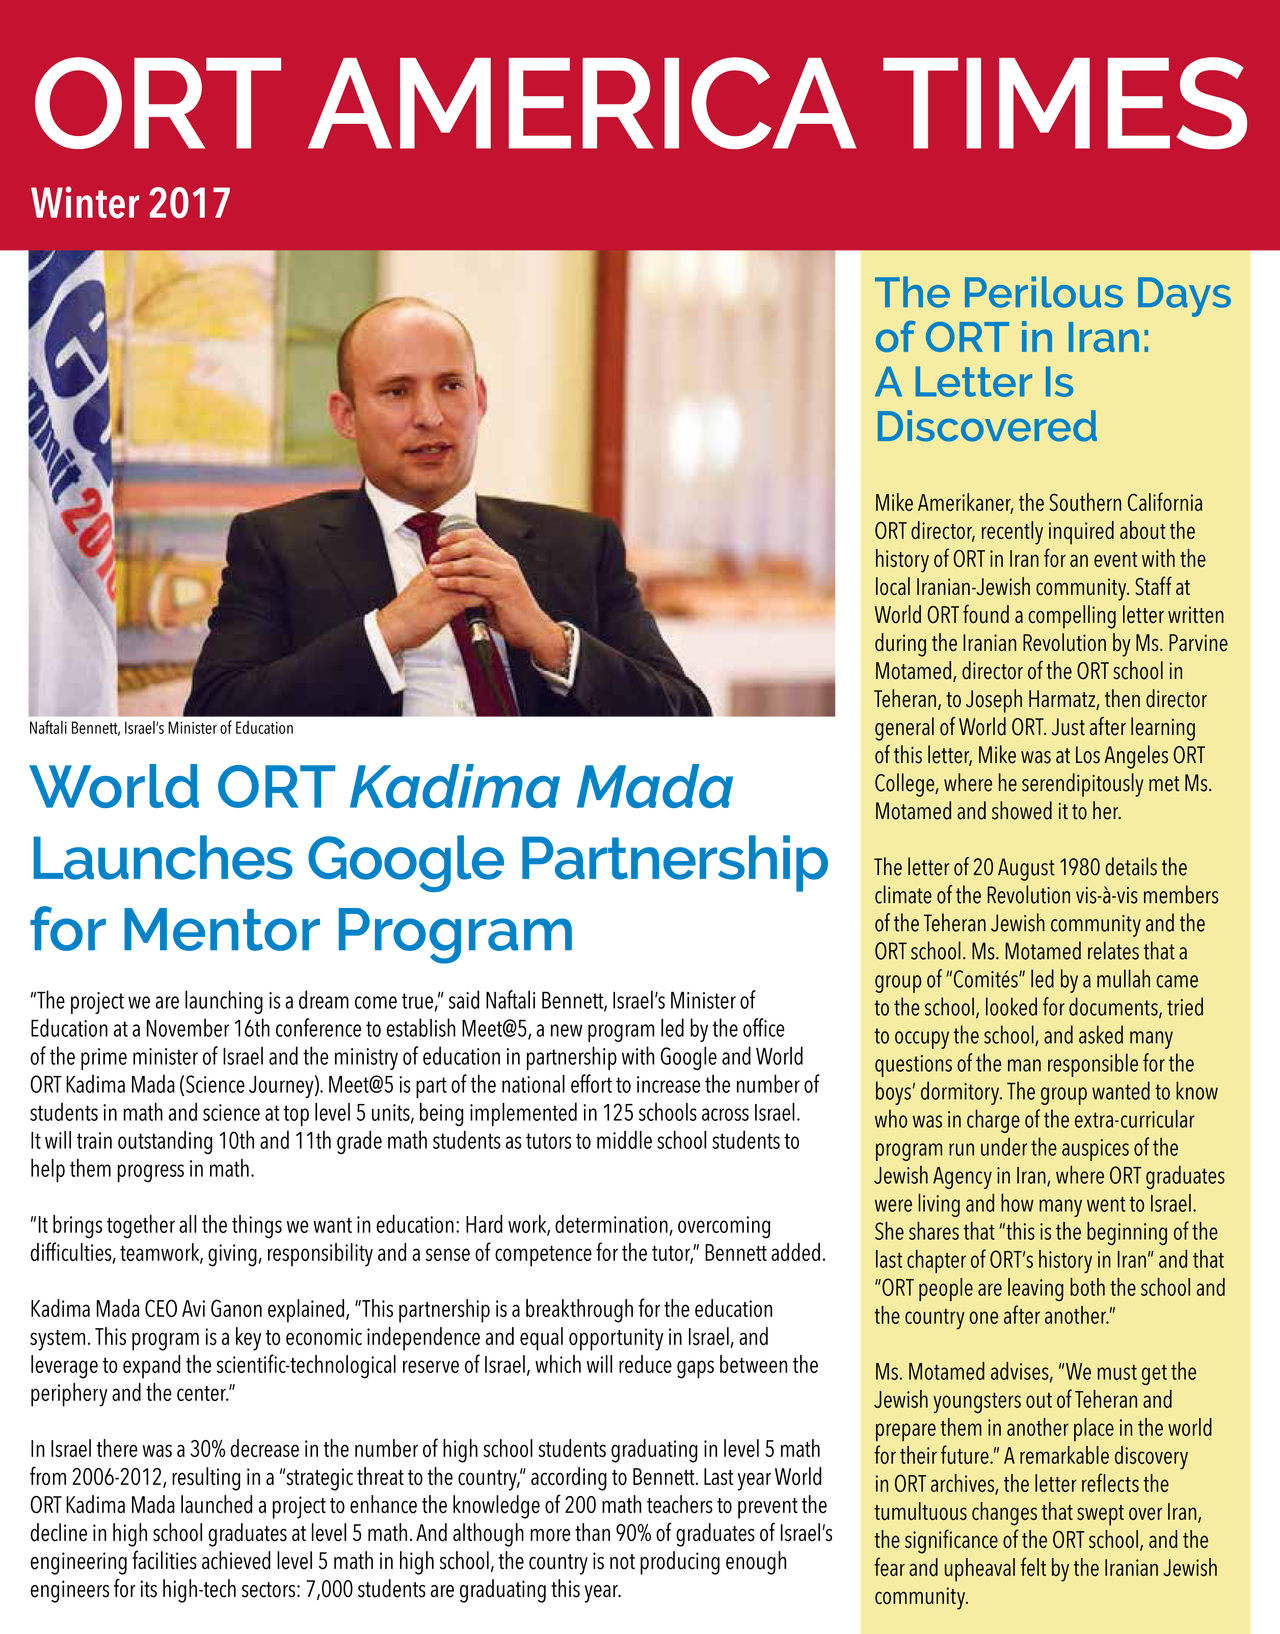 ORT AMERICA TIMES
Winter 2017
Unit 201
Naftali Bennett, Israel's Minister of Education
World ORT Kadima Mada
Launches Google Partnership
for Mentor Program
"The project we are launching is a dream come true," said Naftali Bennett, Israel's Minister of
Education at a November 16th conference to establish Meet@5, a new program led by the office
of the prime minister of Israel and the ministry of education in partnership with Google and World
ORT Kadima Mada (Science Journey). Meet@5 is part of the national effort to increase the number of
students in math and science at top level 5 units, being implemented in 125 schools across Israel.
It will train outstanding 10th and 11th grade math students as tutors to middle school students to
help them progress in math.
"It brings together all the things we want in education: Hard work, determination, overcoming
difficulties, teamwork, giving, responsibility and a sense of competence for the tutor," Bennett added.
Kadima Mada CEO Avi Ganon explained, "This partnership is a breakthrough for the education
system. This program is a key to economic independence and equal opportunity in Israel, and
leverage to expand the scientific-technological reserve of Israel, which will reduce gaps between the
periphery and the center."
In Israel there was a 30% decrease in the number of high school students graduating in level 5 math
from 2006-2012, resulting in a "strategic threat to the country," according to Bennett. Last year World
ORT Kadima Mada launched a project to enhance the knowledge of 200 math teachers to prevent the
decline in high school graduates at level 5 math. And although more than 90% of graduates of Israel's
engineering facilities achieved level 5 math in high school, the country is not producing enough
engineers for its high-tech sectors: 7,000 students are graduating this year.
The Perilous Days
of ORT in Iran:
A Letter Is
Discovered
Mike Amerikaner, the Southern California
ORT director, recently inquired about the
history of ORT in Iran for an event with the
local Iranian-Jewish community. Staff at
World ORT found a compelling letter written
during the Iranian Revolution by Ms. Parvine
Motamed, director of the ORT school in
Teheran, to Joseph Harmatz, then director
general of World ORT. Just after learning
of this letter, Mike was at Los Angeles ORT
College, where he serendipitously met Ms.
Motamed and showed it to her.
The letter of 20 August 1980 details the
climate of the Revolution vis-à-vis members
of the Teheran Jewish community and the
ORT school. Ms. Motamed relates that a
group of "Comités" led by a mullah came
to the school, looked for documents, tried
to occupy the school, and asked many
questions of the man responsible for the
boys' dormitory. The group wanted to know
who was in charge of the extra-curricular
program run under the auspices of the
Jewish Agency in Iran, where ORT graduates
were living and how many went to Israel.
She shares that "this is the beginning of the
last chapter of ORT's history in Iran" and that
"ORT people are leaving both the school and
the country one after another."
Ms. Motamed advises, "We must get the
Jewish youngsters out of Teheran and
prepare them in another place in the world
for their future." A remarkable discovery
in ORT archives, the letter reflects the
tumultuous changes that swept over Iran,
the significance of the ORT school, and the
fear and upheaval felt by the Iranian Jewish
community.